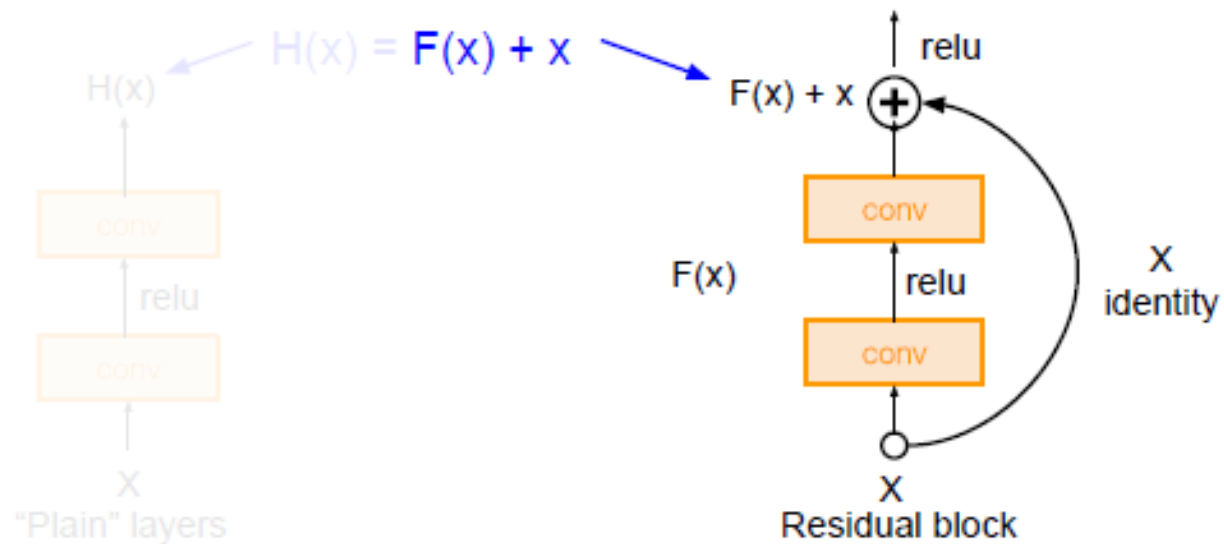 H(x) = F(x) + x
H(x)
conv
relu
conv
X
“Plain” layers
relu
F(x) + x
+
conv
F(x)
relu
X
identity
conv
X
Residual block